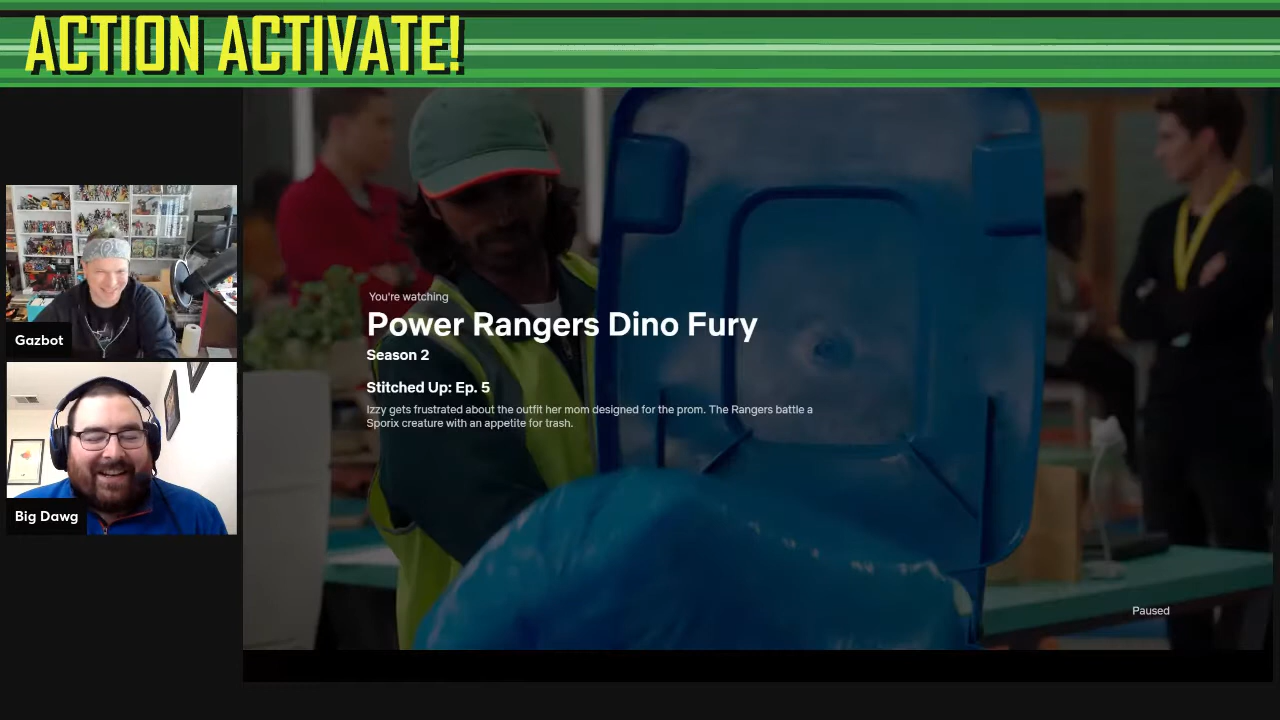 ACTION ACTIVATE!
You're watching
Power Rangers Dino Fury
Season 2
Stitched Up: Ep. 5
Izzy gets frustrated about the outfit her mom designed for the prom. The Rangers battle a
Sporix creature with an appetite for trash.
Gazbot
Big Dawg
Paused